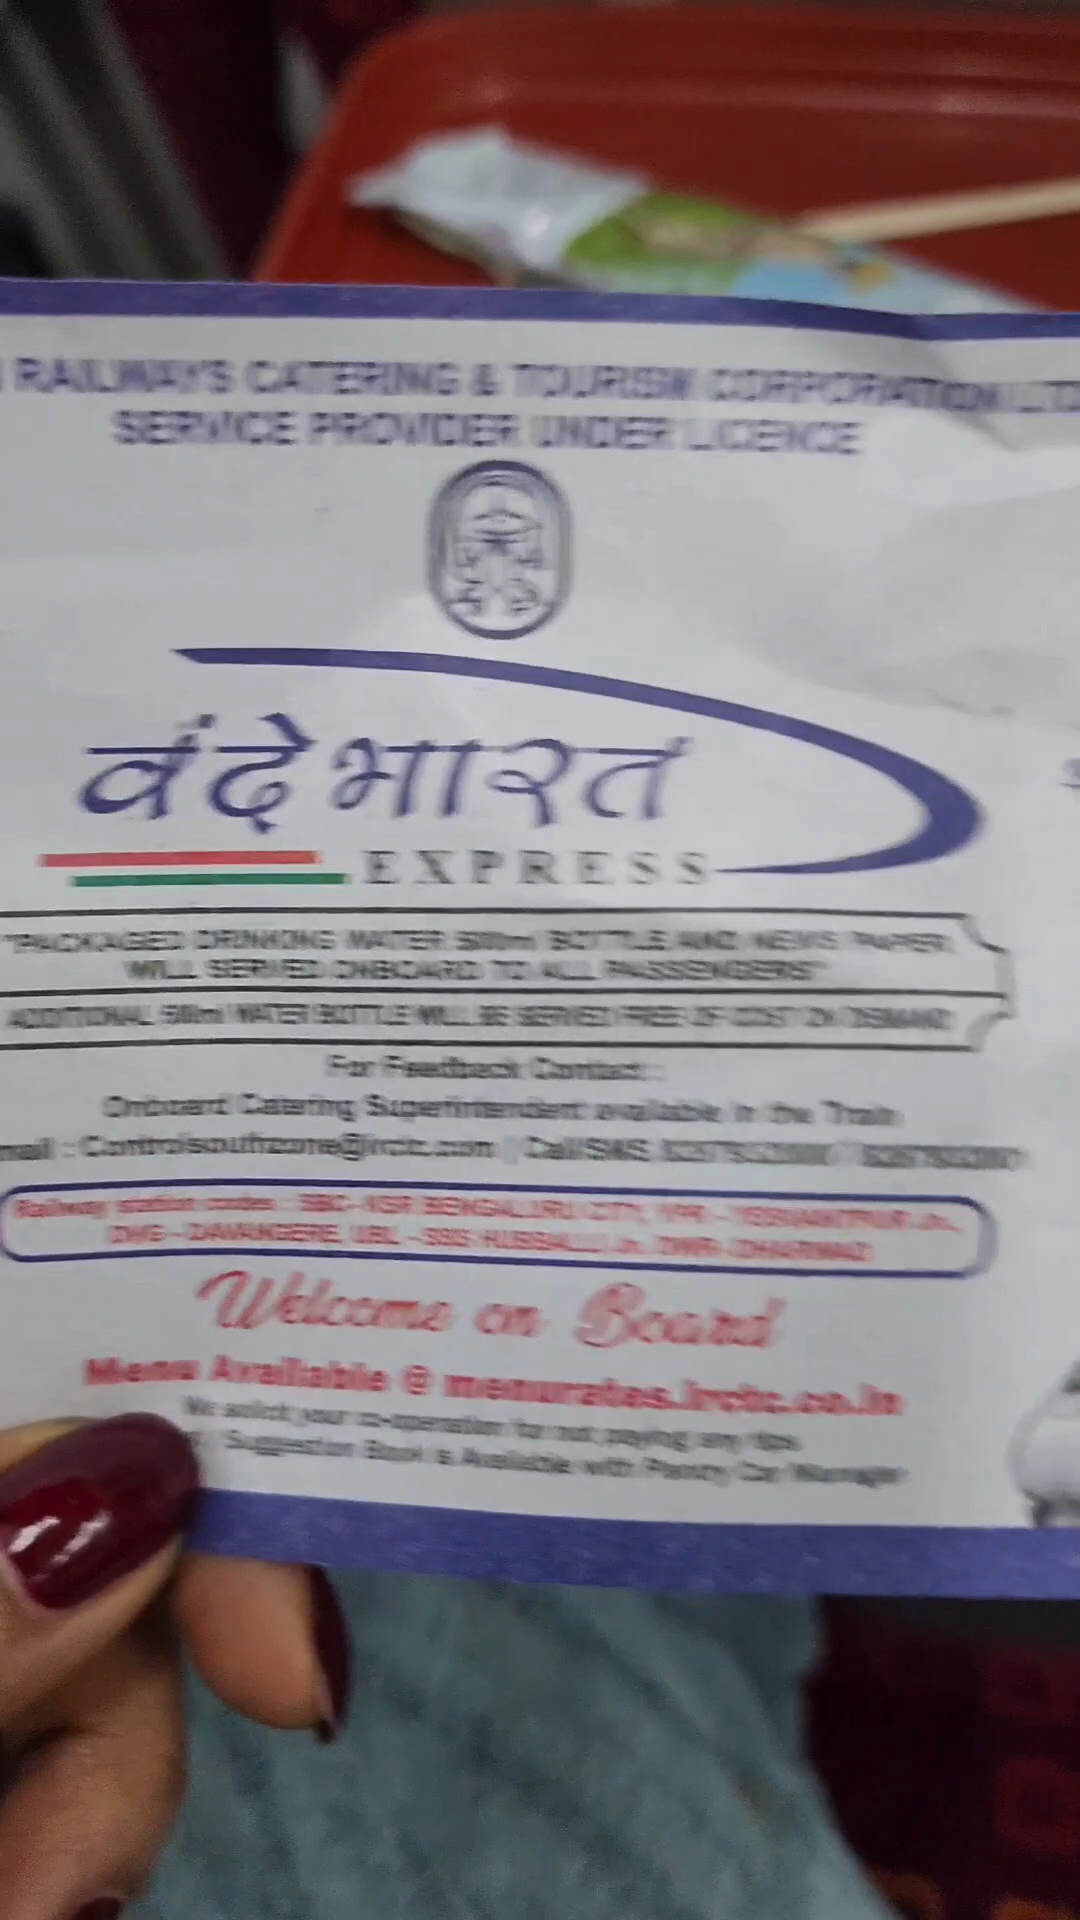 RAILWAYS CATERING & TOURISM CORPORATION LTD
SERVICE PROVIDER UNDER LICENCE
वंदे भारत
EXPRESS
"PACKAGED DRINKING WATER 500ml BOTTLE AND NEWS PAPER
WILL SERVED ONBOARD TO ALL PASSENGERS"
ADDITIONAL 500ml WATER BOTTLE WILL BE SERVED FREE OF COST ON DEMAND
For Feedback Contact :
Onboard Catering Superintendent available in the Train
mail : Controlsouthzone@irctc.com | Call/SMS
Railway station codes : SBC - KSR BENGALURU CITY, YPR - YESVANTPUR Jn.,
DVG - DAVANGERE, UBL - SSS HUBBALLI Jn. DWR - DHARWAD
Welcome on Board
Menu Available @ menurates.irctc.co.in
We solicit your co-operation for not paying any tips
Suggestion Book is Available with Pantry Car Manager